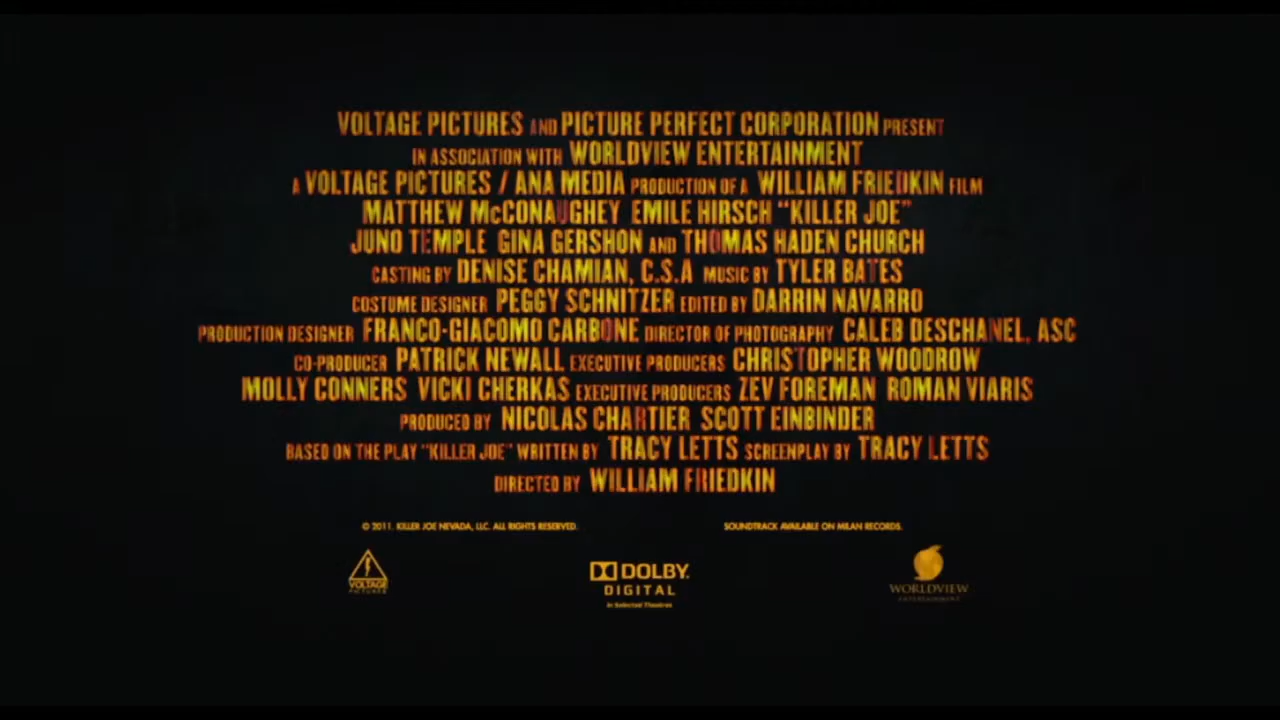 VOLTAGE PICTURES AND PICTURE PERFECT CORPORATION PRESENT
IN ASSOCIATION WITH WORLDVIEW ENTERTAINMENT
A VOLTAGE PICTURES / ANA MEDIA PRODUCTION OF A WILLIAM FRIEDKIN FILM
MATTHEW McCONAUGHEY EMILE HIRSCH “KILLER JOE”
JUNO TEMPLE GINA GERSHON AND THOMAS HADEN CHURCH
CASTING BY DENISE CHAMIAN, C.S.A MUSIC BY TYLER BATES
COSTUME DESIGNER PEGGY SCHNITZER EDITED BY DARRIN NAVARRO
PRODUCTION DESIGNER FRANCO-GIACOMO CARBONE DIRECTOR OF PHOTOGRAPHY CALEB DESCHANEL, ASC
CO-PRODUCER PATRICK NEWALL EXECUTIVE PRODUCERS CHRISTOPHER WOODROW
MOLLY CONNERS VICKI CHERKAS EXECUTIVE PRODUCERS ZEV FOREMAN ROMAN VIARIS
PRODUCED BY NICOLAS CHARTIER SCOTT EINBINDER
BASED ON THE PLAY “KILLER JOE” WRITTEN BY TRACY LETTS SCREENPLAY BY TRACY LETTS
DIRECTED BY WILLIAM FRIEDKIN
© 2011. KILLER JOE NEVADA, LLC. ALL RIGHTS RESERVED. SOUNDTRACK AVAILABLE ON MILAN RECORDS.
VOLTAGE
PICTURES
DOLBY.
DIGITAL
In Selected Theatres
WORLDVIEW
ENTERTAINMENT